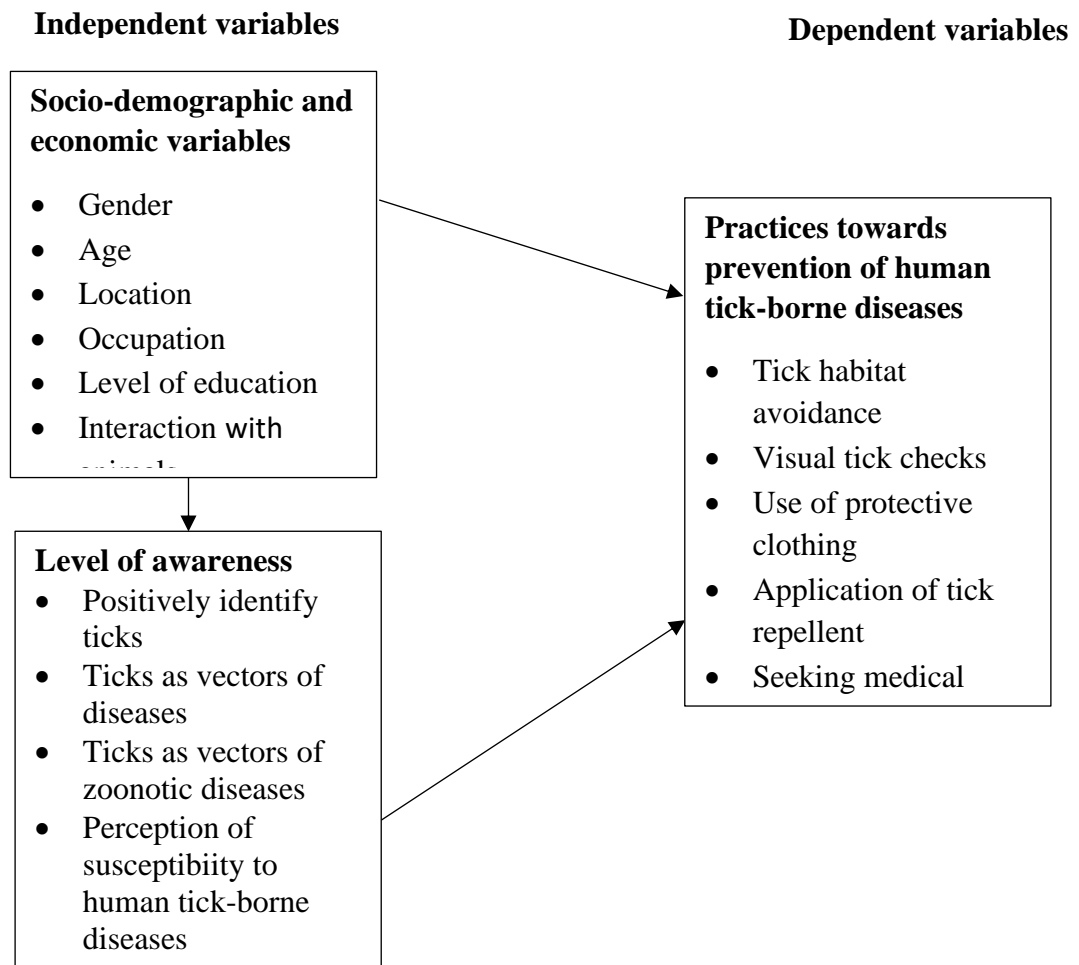 Independent variables
Dependent variables
Socio-demographic and
economic variables
• Gender
• Age
• Location
• Occupation
• Level of education
• Interaction with
Level of awareness
• Positively identify
ticks
• Ticks as vectors of
diseases
• Ticks as vectors of
zoonotic diseases
• Perception of
susceptibiity to
human tick-borne
diseases
Practices towards
prevention of human
tick-borne diseases
• Tick habitat
avoidance
• Visual tick checks
• Use of protective
clothing
• Application of tick
repellent
• Seeking medical